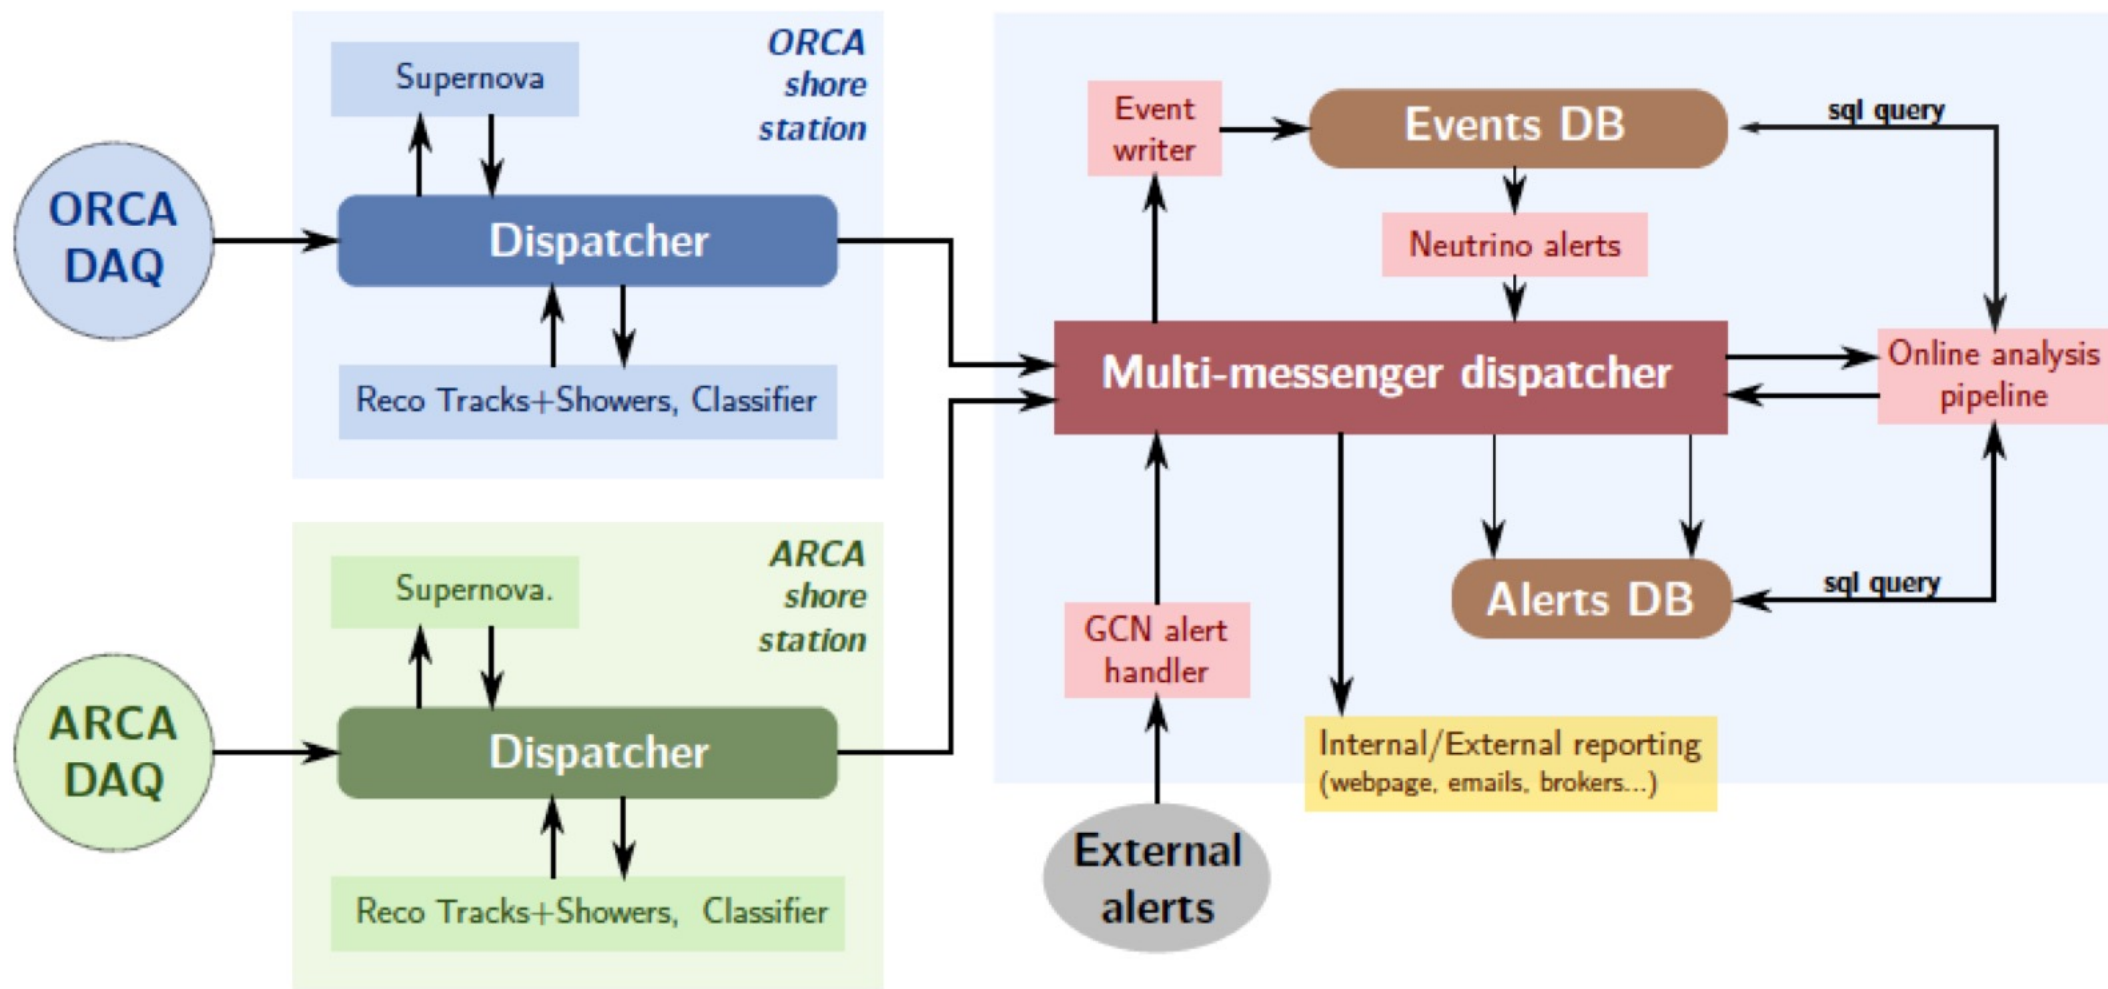 ORCA
DAQ
ORCA
shore
station
Supernova
Dispatcher
Reco Tracks+Showers, Classifier
ARCA
DAQ
ARCA
shore
station
Supernova.
Dispatcher
Reco Tracks+Showers, Classifier
Event
writer
Events DB
sql query
Neutrino alerts
Multi-messenger dispatcher
Online analysis
pipeline
Alerts DB
sql query
GCN alert
handler
Internal/External reporting
(webpage, emails, brokers...)
External
alerts